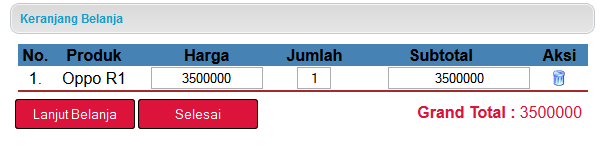 Keranjang Belanja
No. Produk Harga Jumlah Subtotal Aksi
1. Oppo R1 3500000 1 3500000
Lanjut Belanja Selesai Grand Total : 3500000